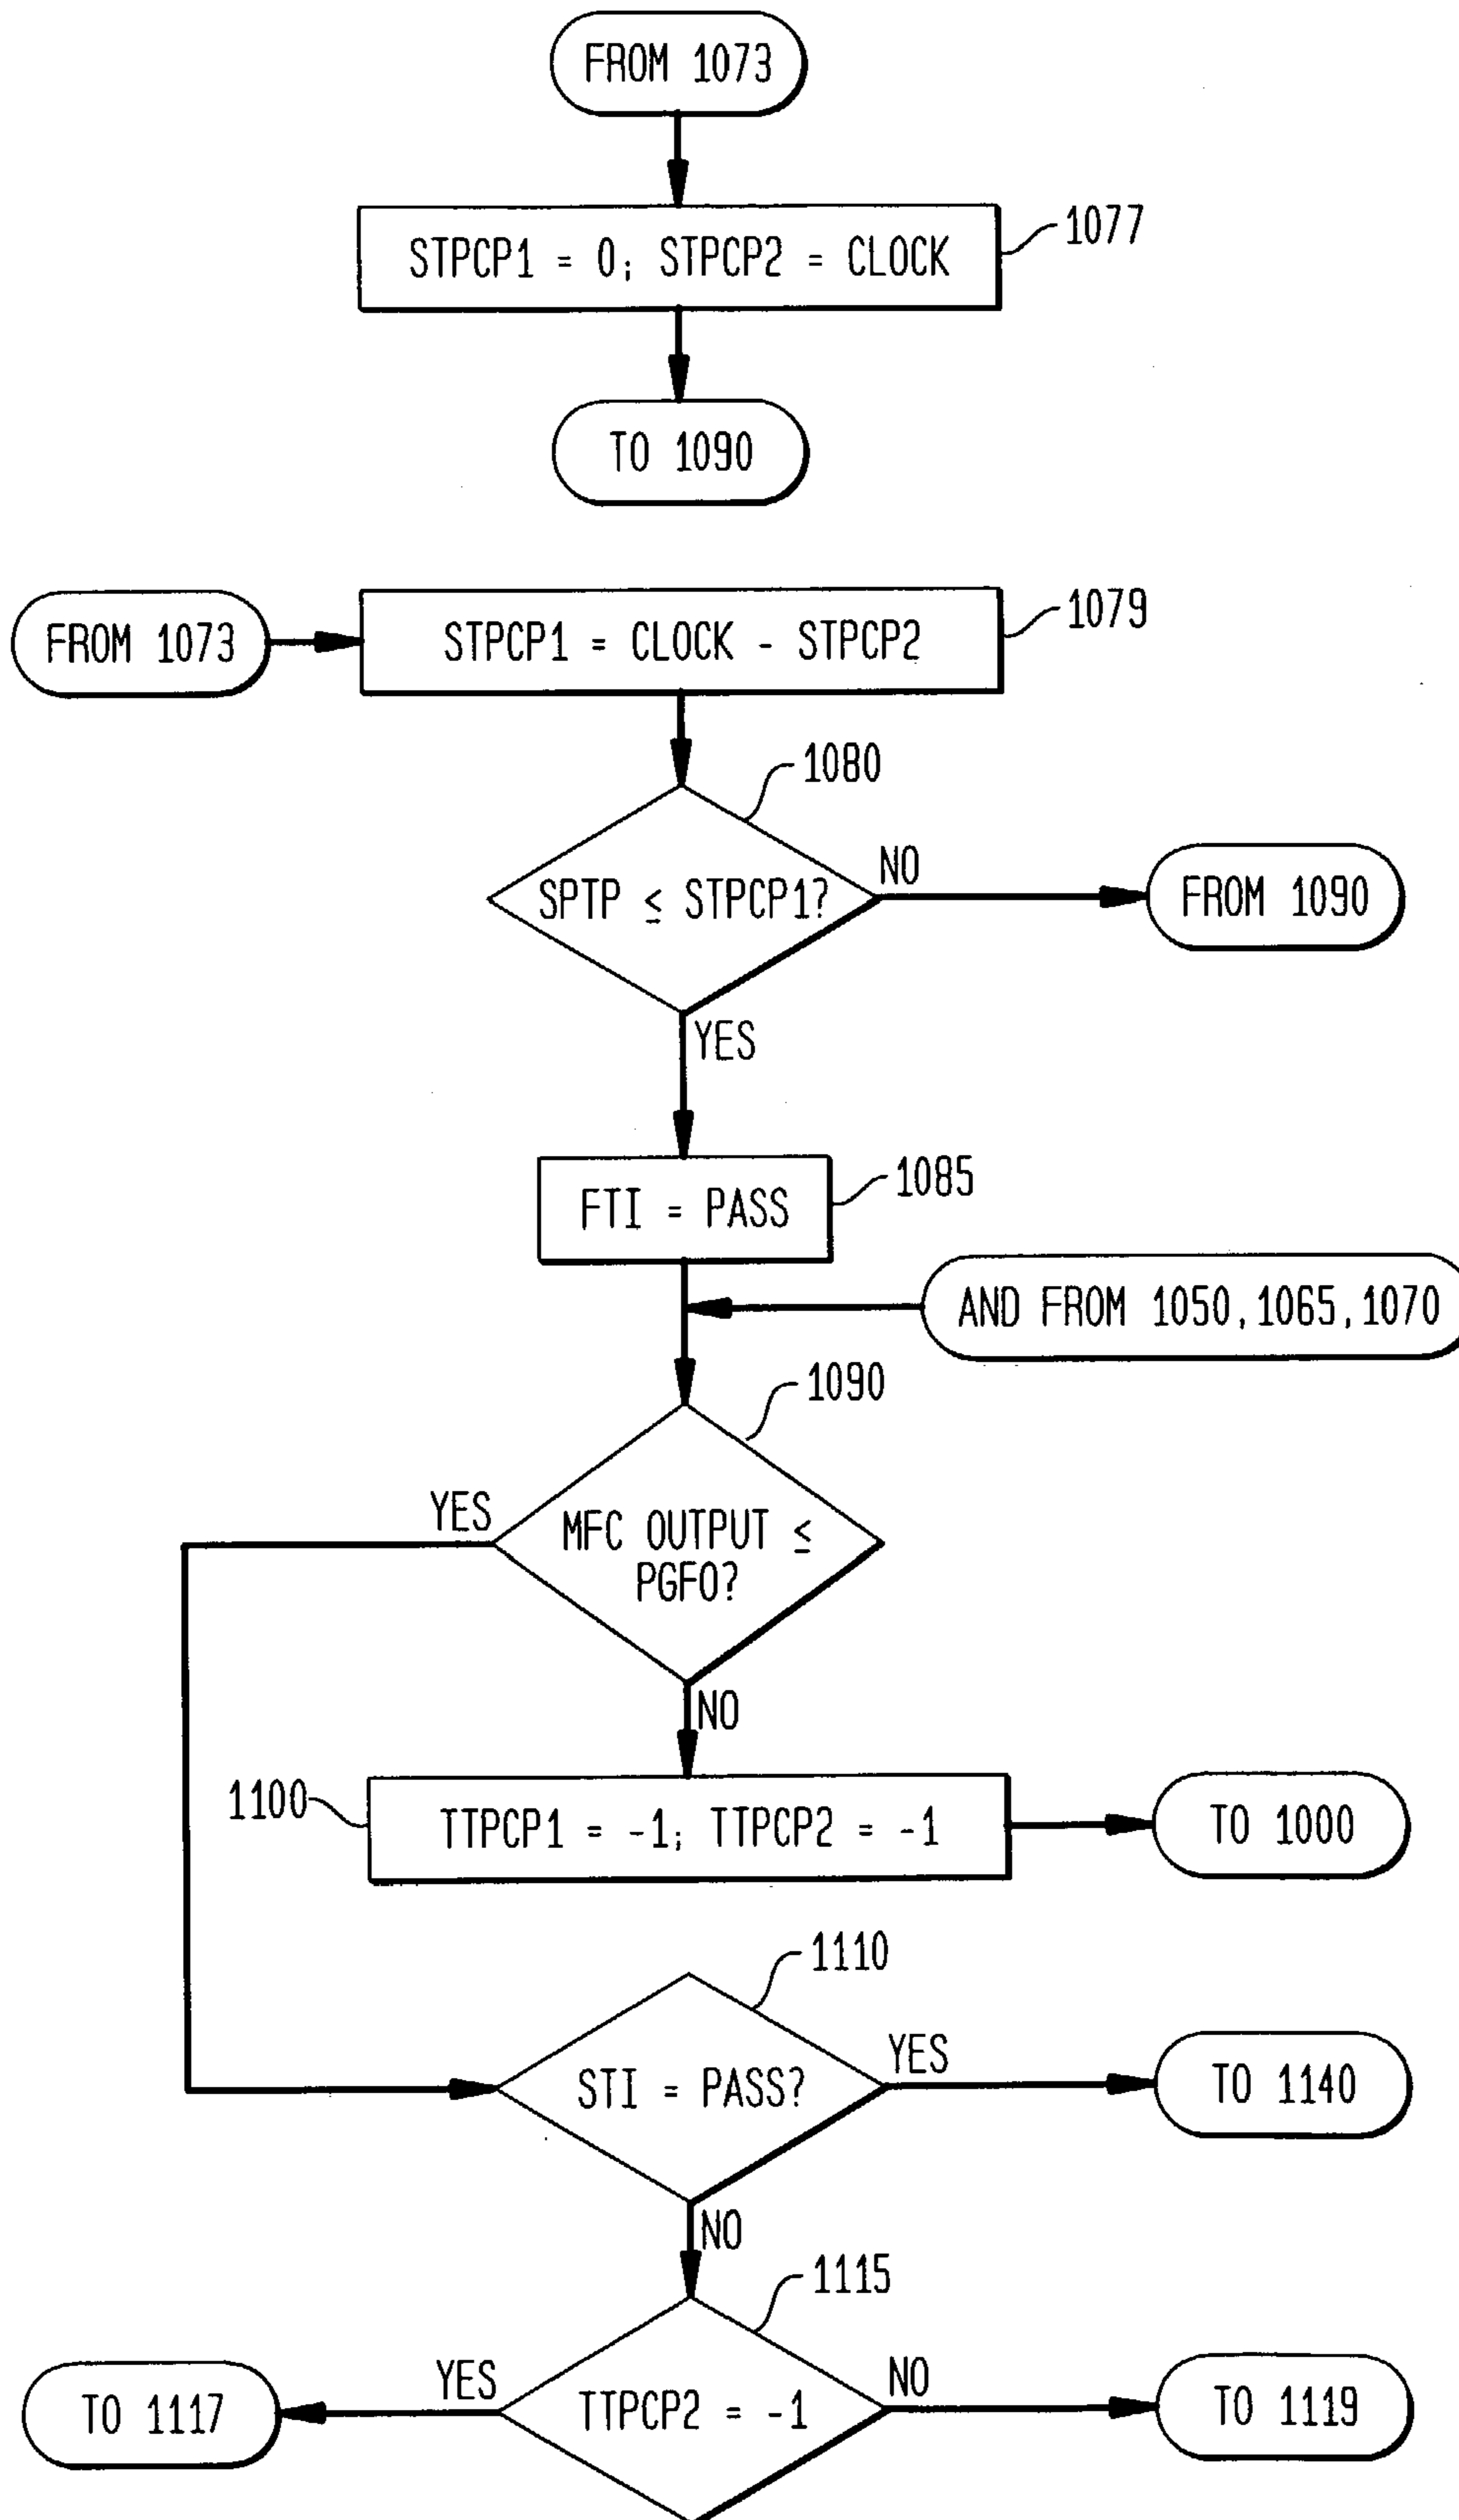 FROM 1073
1077
STPCP1 = 0; STPCP2 = CLOCK
TO 1090
1079
FROM 1073
STPCP1 = CLOCK - STPCP2
1080
NO
SPTP ≤ STPCP1?
FROM 1090
YES
1085
FTI = PASS
AND FROM 1050, 1065, 1070
1090
YES
MFC OUTPUT ≤
PGFO?
NO
1100
TTPCP1 = -1; TTPCP2 = -1
TO 1000
1110
YES
STI = PASS?
TO 1140
NO
1115
YES
NO
TO 1117
TTPCP2 = -1
TO 1119